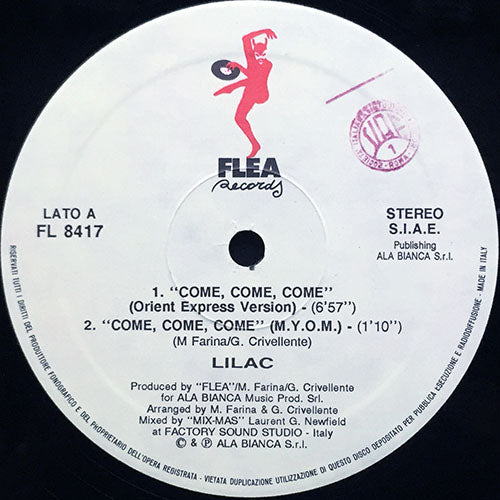 FLEA
records
LATO A
FL 8417
STEREO
S.I.A.E.
Publishing
ALA BIANCA S.r.l.
1. "COME, COME, COME"
(Orient Express Version) - (6'57")
2. "COME, COME, COME" (M.Y.O.M.) - (1'10")
(M Farina/G. Crivellente)
LILAC
Produced by "FLEA"/M. Farina/G. Crivellente
for ALA BIANCA Music Prod. Srl.
Arranged by M. Farina & G. Crivellente
Mixed by "MIX-MAS" Laurent G. Newfield
at FACTORY SOUND STUDIO - Italy
© & ℗ ALA BIANCA S.r.l.
RISERVATI TUTTI I DIRITTI DEL PRODUTTORE FONOGRAFICO E DEL PROPRIETARIO DELL'OPERA REGISTRATA - VIETATA DUPLICAZIONE UTILIZZAZIONE DI QUESTO DISCO DEPOSITATO PER PUBBLICA ESECUZIONE E RADIODIFFUSIONE - MADE IN ITALY
SIAE
1
ROMA